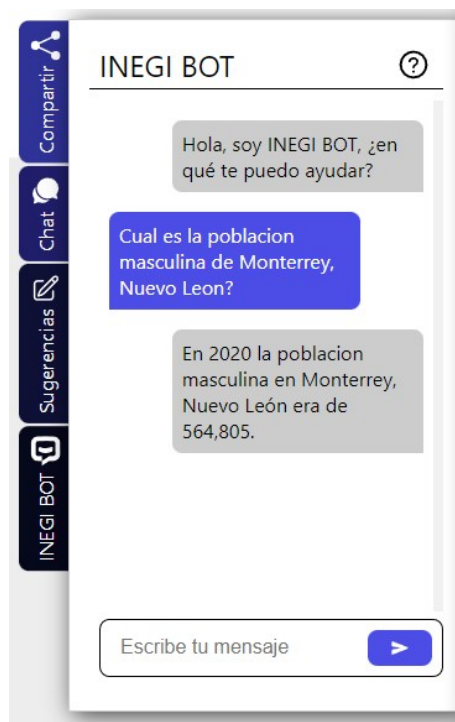 Compartir
Chat
Sugerencias
INEGI BOT
INEGI BOT
Hola, soy INEGI BOT, ¿en
qué te puedo ayudar?
Cual es la poblacion
masculina de Monterrey,
Nuevo Leon?
En 2020 la poblacion
masculina en Monterrey,
Nuevo León era de
564,805.
Escribe tu mensaje